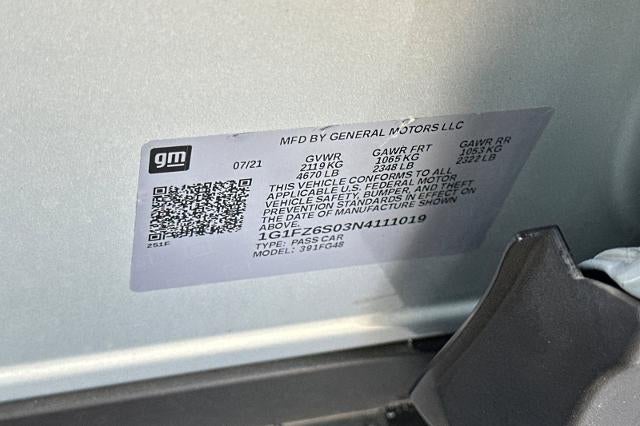 gm
07/21
MFD BY GENERAL MOTORS LLC
GVWR GAWR FRT GAWR RR
2119 KG 1065 KG 1053 KG
4670 LB 2348 LB 2322 LB
THIS VEHICLE CONFORMS TO ALL
APPLICABLE U.S. FEDERAL MOTOR
VEHICLE SAFETY, BUMPER, AND THEFT
PREVENTION STANDARDS IN EFFECT ON
THE DATE OF MANUFACTURE SHOWN
ABOVE.
1G1FZ6S03N4111019
TYPE: PASS CAR
MODEL: 391FG48
251F